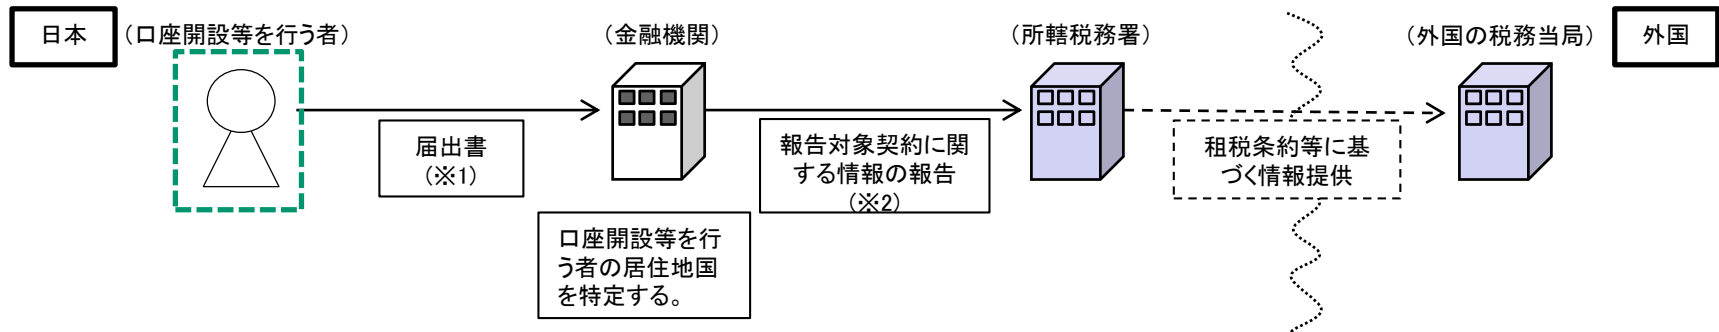 日本
（口座開設等を行う者）
（金融機関）
（所轄税務署）
（外国の税務当局）
外国
届出書
（※1）
報告対象契約に関
する情報の報告
（※2）
租税条約等に基
づく情報提供
口座開設等を行
う者の居住地国
を特定する。